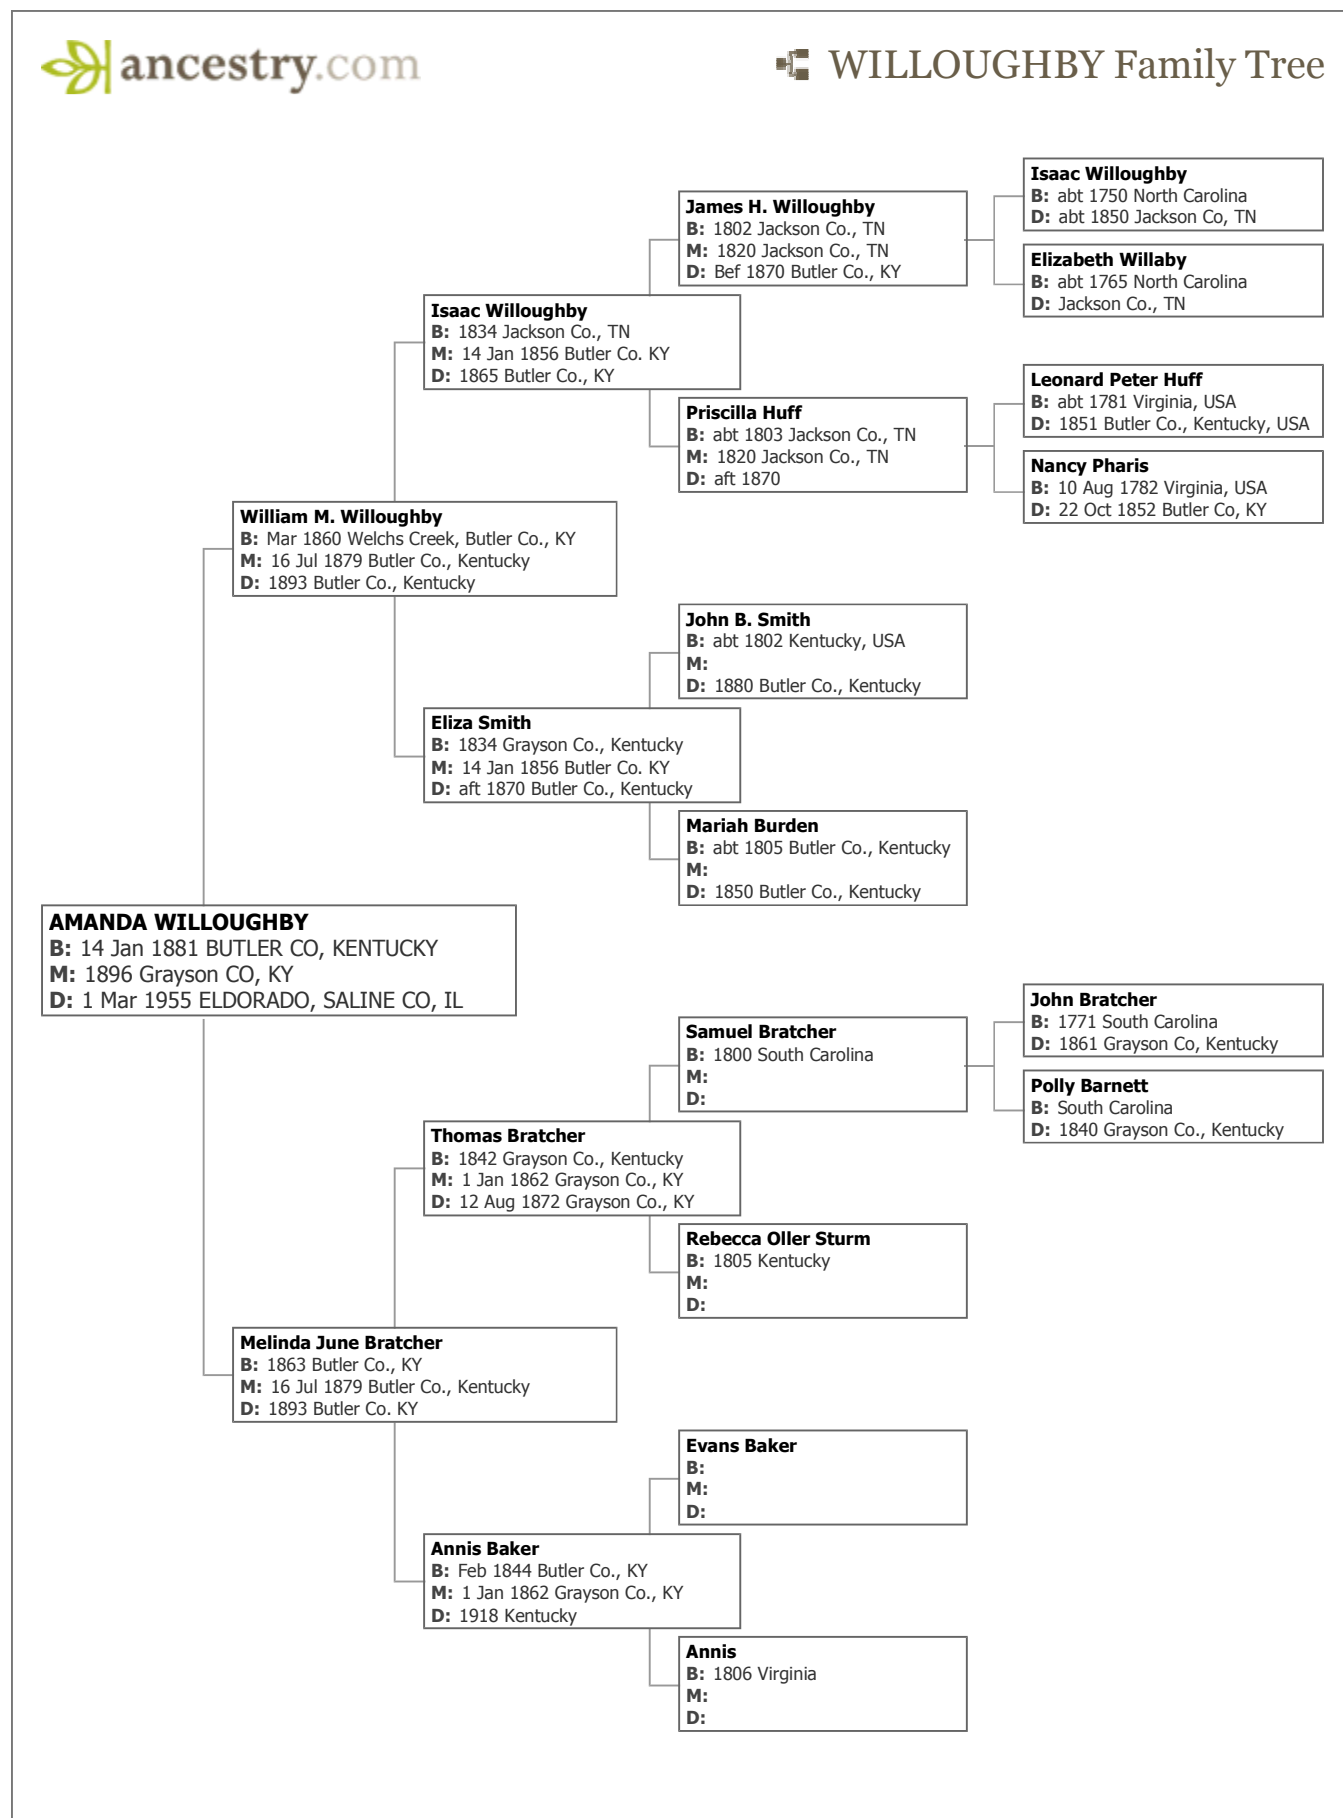 ancestry.com
WILLOUGHBY Family Tree
Isaac Willoughby
B: abt 1750 North Carolina
D: abt 1850 Jackson Co, TN
James H. Willoughby
B: 1802 Jackson Co., TN
M: 1820 Jackson Co., TN
D: Bef 1870 Butler Co., KY
Elizabeth Willaby
B: abt 1765 North Carolina
D: Jackson Co., TN
Isaac Willoughby
B: 1834 Jackson Co., TN
M: 14 Jan 1856 Butler Co. KY
D: 1865 Butler Co., KY
Leonard Peter Huff
B: abt 1781 Virginia, USA
D: 1851 Butler Co., Kentucky, USA
Priscilla Huff
B: abt 1803 Jackson Co., TN
M: 1820 Jackson Co., TN
D: aft 1870
Nancy Pharis
B: 10 Aug 1782 Virginia, USA
D: 22 Oct 1852 Butler Co, KY
William M. Willoughby
B: Mar 1860 Welchs Creek, Butler Co., KY
M: 16 Jul 1879 Butler Co., Kentucky
D: 1893 Butler Co., Kentucky
John B. Smith
B: abt 1802 Kentucky, USA
M:
D: 1880 Butler Co., Kentucky
Eliza Smith
B: 1834 Grayson Co., Kentucky
M: 14 Jan 1856 Butler Co. KY
D: aft 1870 Butler Co., Kentucky
Mariah Burden
B: abt 1805 Butler Co., Kentucky
M:
D: 1850 Butler Co., Kentucky
AMANDA WILLOUGHBY
B: 14 Jan 1881 BUTLER CO, KENTUCKY
M: 1896 Grayson CO, KY
D: 1 Mar 1955 ELDORADO, SALINE CO, IL
John Bratcher
B: 1771 South Carolina
D: 1861 Grayson Co, Kentucky
Samuel Bratcher
B: 1800 South Carolina
M:
D:
Polly Barnett
B: South Carolina
D: 1840 Grayson Co., Kentucky
Thomas Bratcher
B: 1842 Grayson Co., Kentucky
M: 1 Jan 1862 Grayson Co., KY
D: 12 Aug 1872 Grayson Co., KY
Rebecca Oller Sturm
B: 1805 Kentucky
M:
D:
Melinda June Bratcher
B: 1863 Butler Co., KY
M: 16 Jul 1879 Butler Co., Kentucky
D: 1893 Butler Co. KY
Evans Baker
B:
M:
D:
Annis Baker
B: Feb 1844 Butler Co., KY
M: 1 Jan 1862 Grayson Co., KY
D: 1918 Kentucky
Annis
B: 1806 Virginia
M:
D: